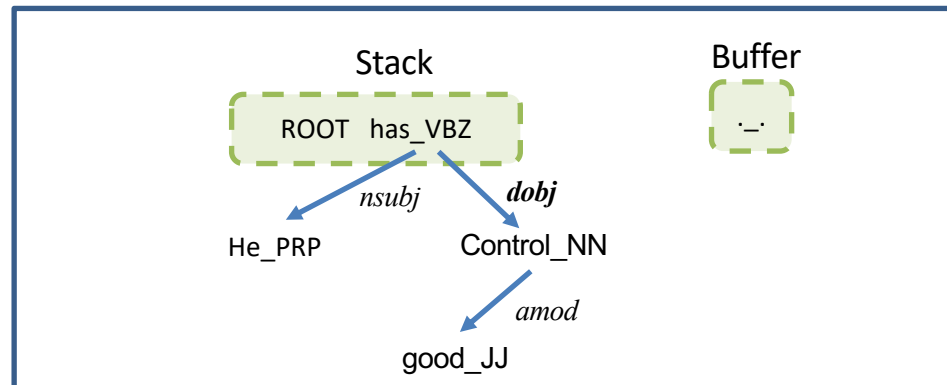 Stack
Buffer
ROOT has_VBZ
._.
nsubj
dobj
He_PRP
Control_NN
amod
good_JJ